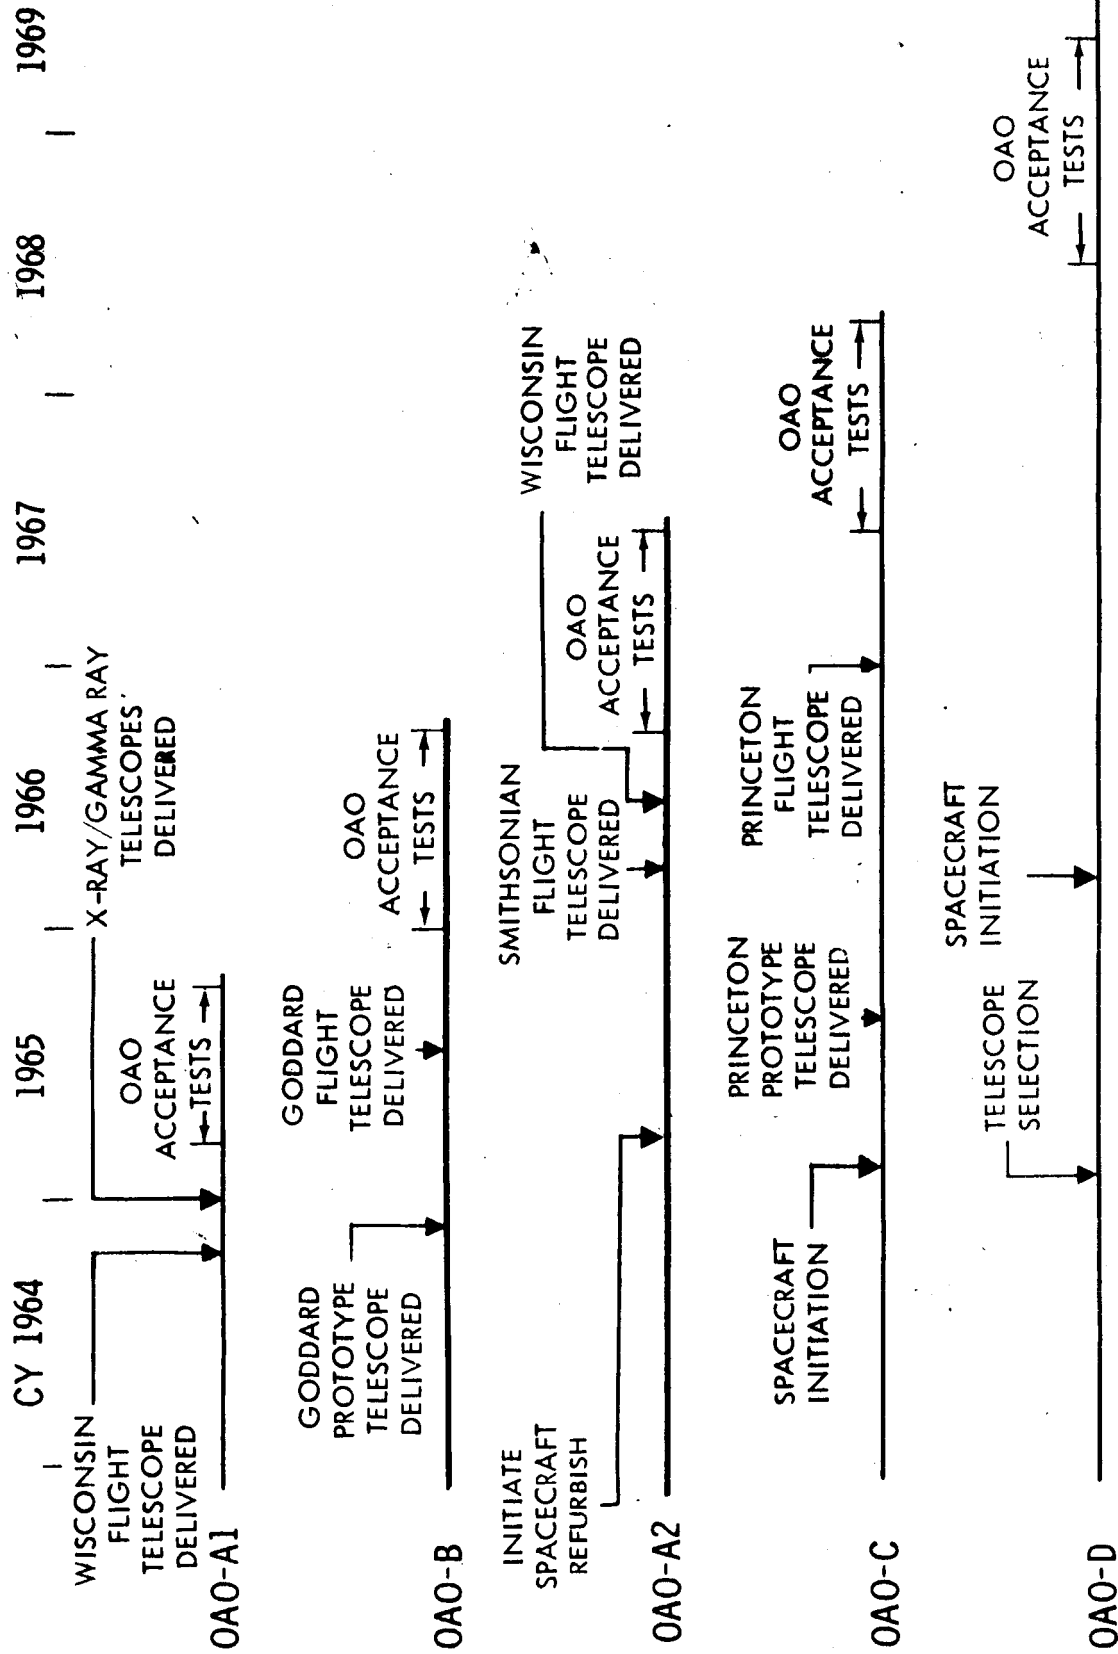 CY 1964
1965
1966
1967
1968
1969
WISCONSIN
FLIGHT
TELESCOPE
DELIVERED
X-RAY/GAMMA RAY
TELESCOPES
DELIVERED
OAO
ACCEPTANCE
TESTS
OAO-A1
GODDARD
PROTOTYPE
TELESCOPE
DELIVERED
GODDARD
FLIGHT
TELESCOPE
DELIVERED
OAO
ACCEPTANCE
TESTS
OAO-B
INITIATE
SPACECRAFT
REFURBISH
SMITHSONIAN
FLIGHT
TELESCOPE
DELIVERED
WISCONSIN
FLIGHT
TELESCOPE
DELIVERED
OAO
ACCEPTANCE
TESTS
OAO-A2
SPACECRAFT
INITIATION
PRINCETON
PROTOTYPE
TELESCOPE
DELIVERED
PRINCETON
FLIGHT
TELESCOPE
DELIVERED
OAO
ACCEPTANCE
TESTS
OAO-C
TELESCOPE
SELECTION
SPACECRAFT
INITIATION
OAO
ACCEPTANCE
TESTS
OAO-D